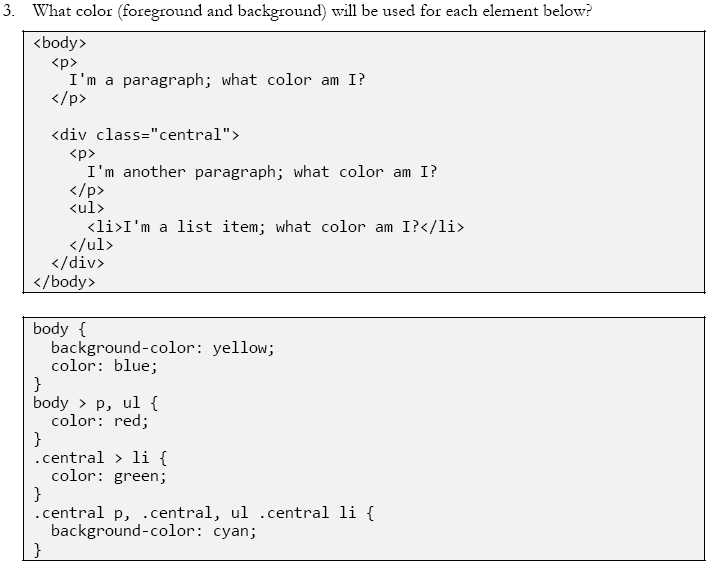 3. What color (foreground and background) will be used for each element below?
<body>
  <p>
    I'm a paragraph; what color am I?
  </p>

  <div class="central">
    <p>
      I'm another paragraph; what color am I?
    </p>
    <ul>
      <li>I'm a list item; what color am I?</li>
    </ul>
  </div>
</body>

body {
  background-color: yellow;
  color: blue;
}
body > p, ul {
  color: red;
}
.central > li {
  color: green;
}
.central p, .central, ul .central li {
  background-color: cyan;
}